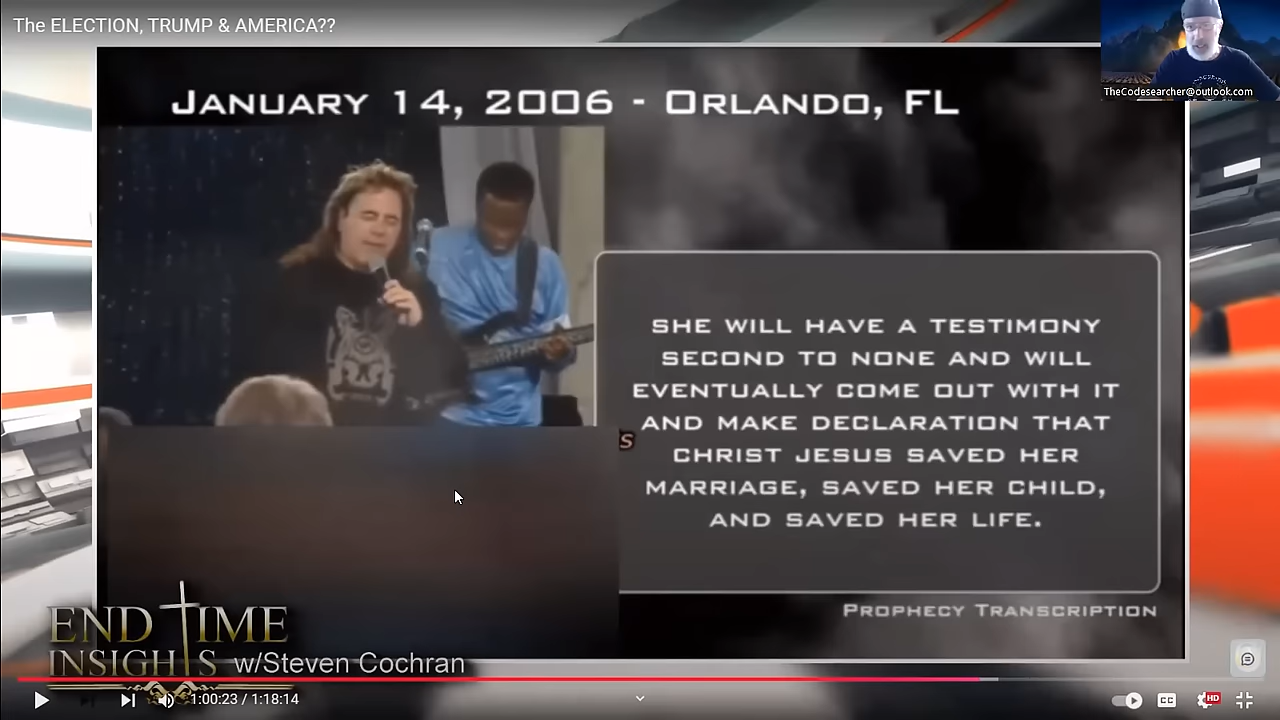 The ELECTION, TRUMP & AMERICA??
TheCodesearcher@outlook.com
JANUARY 14, 2006 - ORLANDO, FL
SHE WILL HAVE A TESTIMONY
SECOND TO NONE AND WILL
EVENTUALLY COME OUT WITH IT
AND MAKE DECLARATION THAT
CHRIST JESUS SAVED HER
MARRIAGE, SAVED HER CHILD,
AND SAVED HER LIFE.
S
PROPHECY TRANSCRIPTION
END TIME
INSIGHTS w/Steven Cochran
1:00:23 / 1:18:14
CC
HD